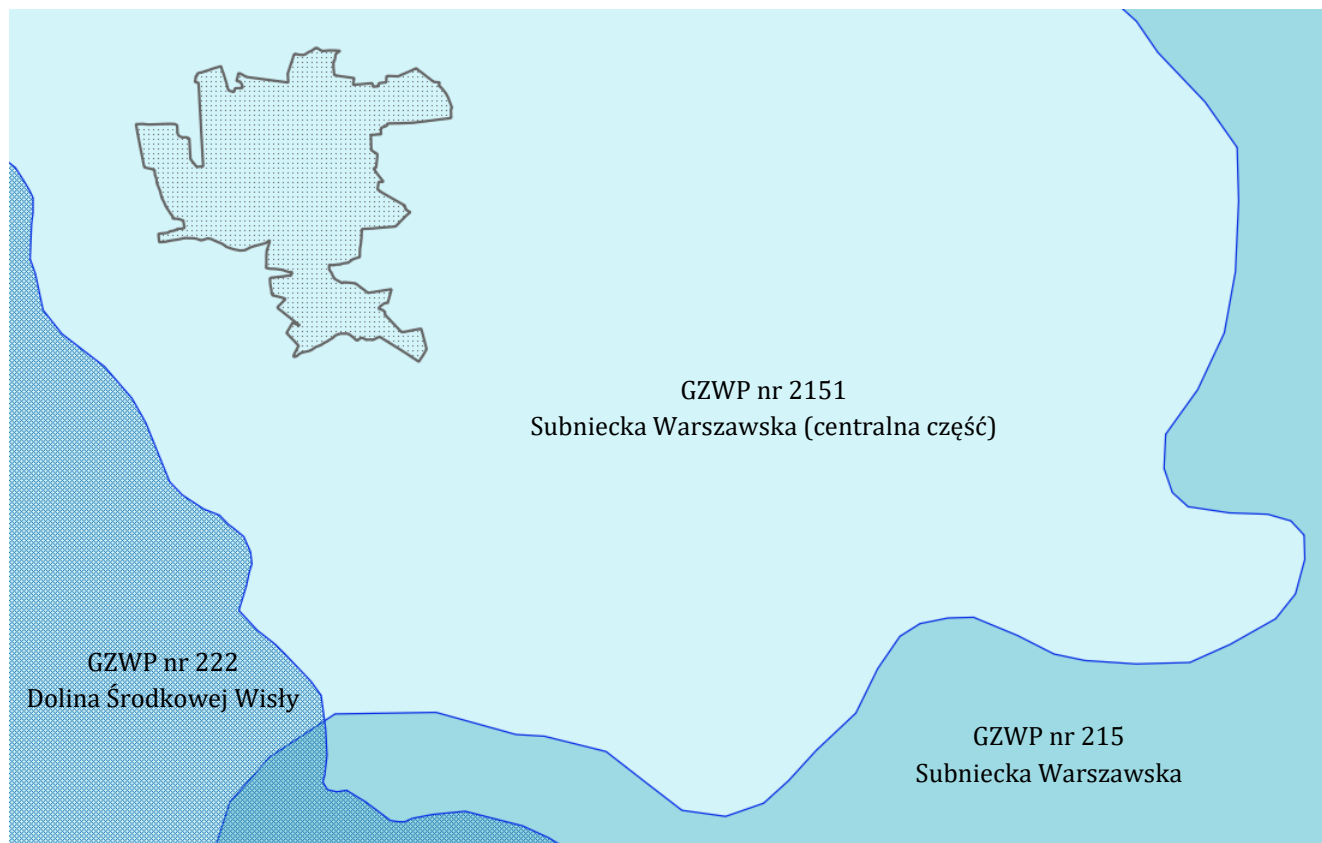 GZWP nr 2151
Subniecka Warszawska (centralna część)
GZWP nr 222
Dolina Środkowej Wisły
GZWP nr 215
Subniecka Warszawska